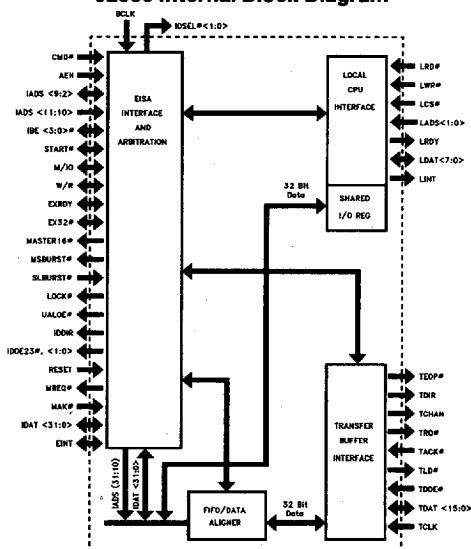 82355 Internal Block Diagram
BCLK
IOSEL#<1:0>
CMD#
AEN
IADS <9:2>
IADS <11:10>
IBE <3:0>#
START#
M/IO
W/R
EXRDY
EX32#
MASTER16#
MSBURST#
SLBURST#
LOCK#
UALOE#
IDDIR
IDOE23#, <1:0>
RESET
MREQ#
MAK#
IDAT <31:0>
EINT
EISA
INTERFACE
AND
ARBITRATION
LOCAL
CPU
INTERFACE
SHARED
I/O REG
32 Bit
Data
LRD#
LWR#
LCS#
LADS<1:0>
LRDY
LDAT<7:0>
LINT
TRANSFER
BUFFER
INTERFACE
TEOP#
TDIR
TCHAN
TRQ#
TACK#
TLD#
TDOE#
TDAT <15:0>
TCLK
IADS (31:10)
IDAT <31:0>
FIFO/DATA
ALIGNER
32 Bit
Data